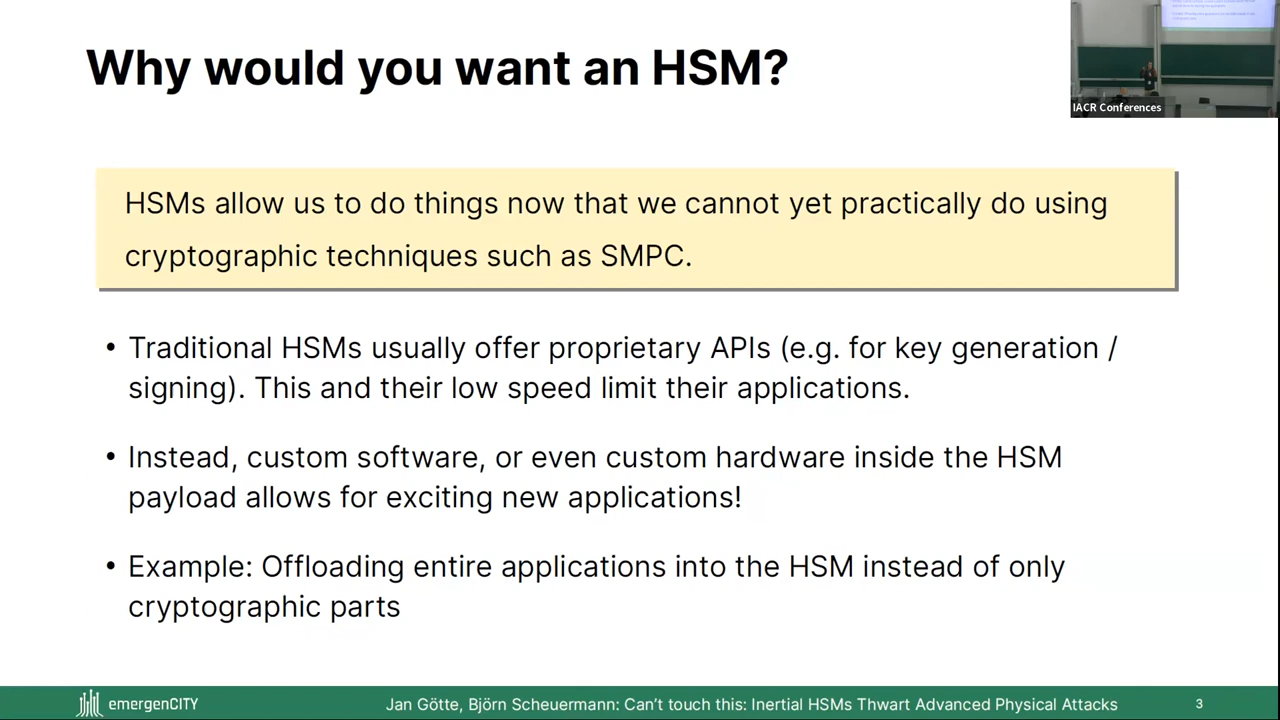 Why would you want an HSM?
IACR Conferences
HSMs allow us to do things now that we cannot yet practically do using
cryptographic techniques such as SMPC.
• Traditional HSMs usually offer proprietary APIs (e.g. for key generation /
signing). This and their low speed limit their applications.
• Instead, custom software, or even custom hardware inside the HSM
payload allows for exciting new applications!
• Example: Offloading entire applications into the HSM instead of only
cryptographic parts
emergenCITY
Jan Götte, Björn Scheuermann: Can't touch this: Inertial HSMs Thwart Advanced Physical Attacks
3